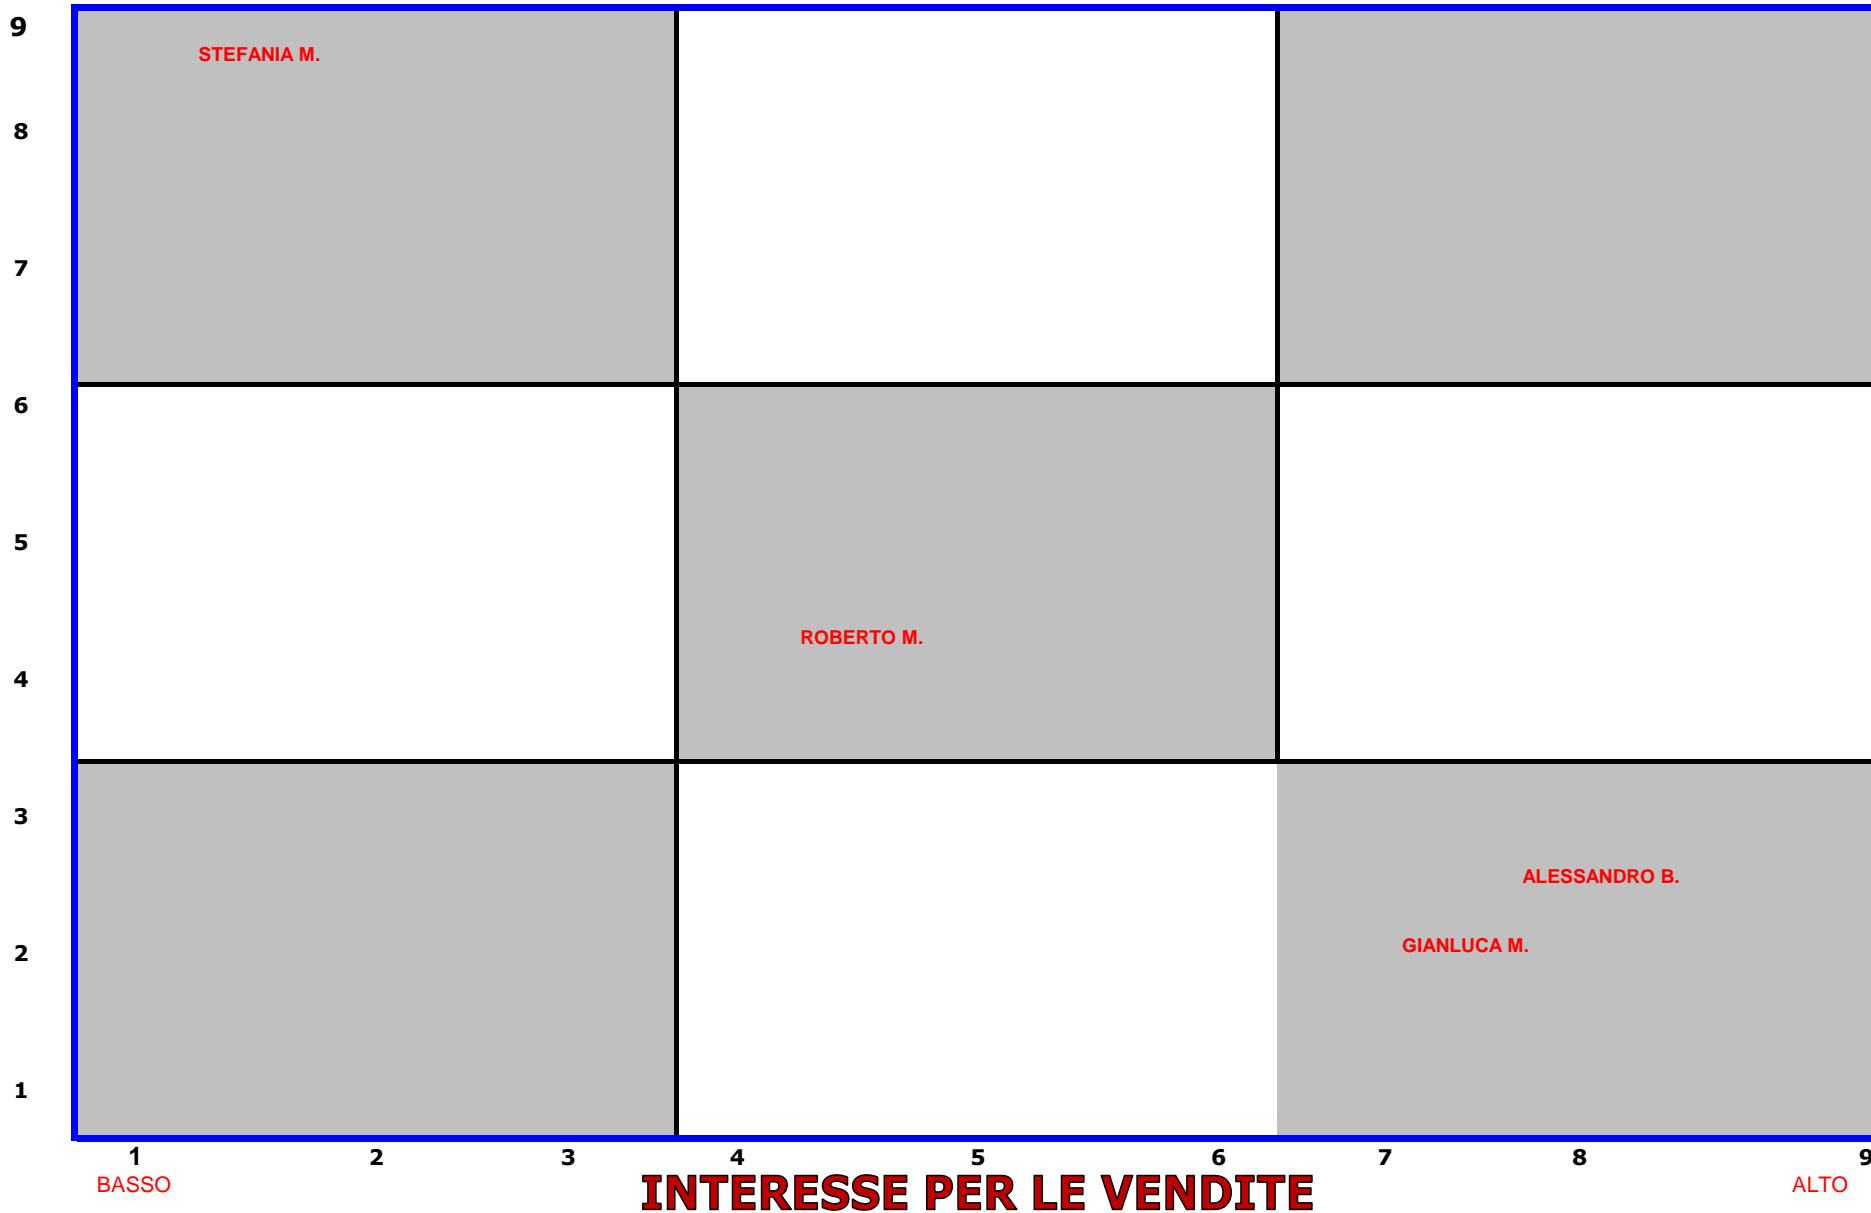 9
STEFANIA M.
8
7
6
5
ROBERTO M.
4
3
ALESSANDRO B.
GIANLUCA M.
2
1
1 2 3 4 5 6 7 8 9
BASSO
ALTO
INTERESSE PER LE VENDITE